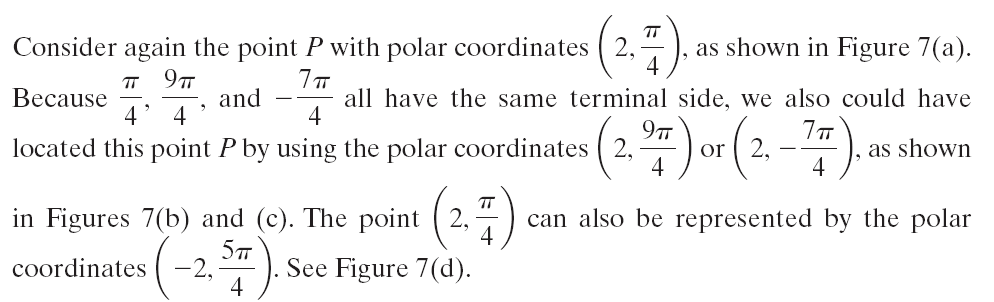 Consider again the point P with polar coordinates (2, π/4), as shown in Figure 7(a).
Because π/4, 9π/4, and −7π/4 all have the same terminal side, we also could have
located this point P by using the polar coordinates (2, 9π/4) or (2, −7π/4), as shown
in Figures 7(b) and (c). The point (2, π/4) can also be represented by the polar
coordinates (−2, 5π/4). See Figure 7(d).